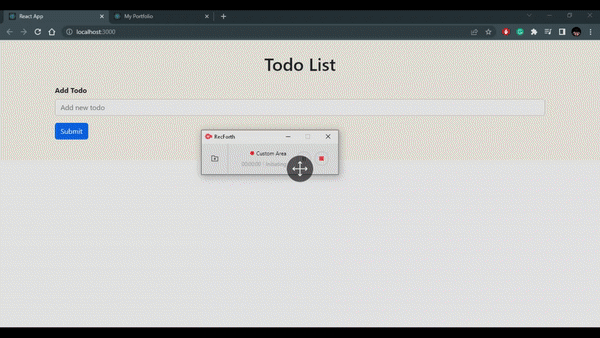 React App
My Portfolio
localhost:3000
Todo List
Add Todo
Add new todo
Submit
RecForth
Custom Area
00:00:00